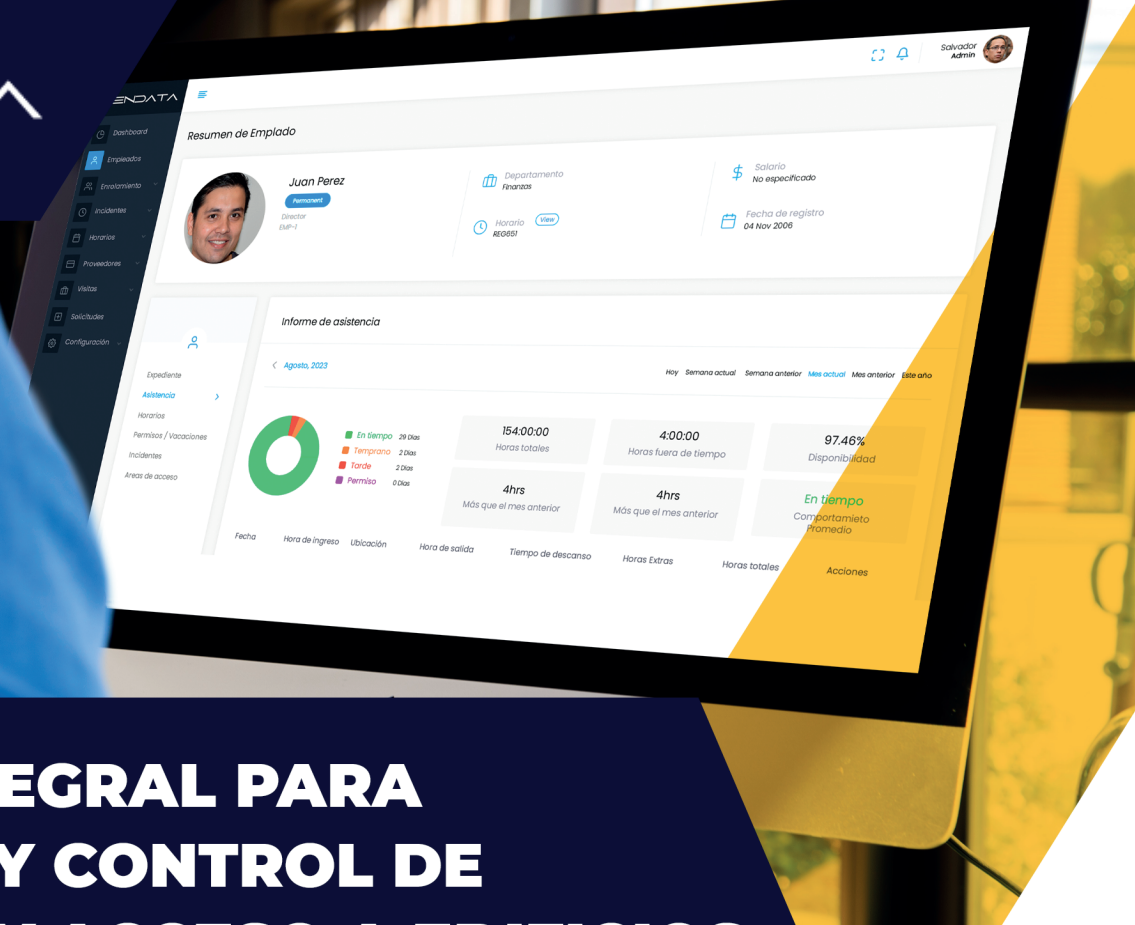 ENDATA
Salvador
Admin
Dashboard
Empleados
Enrolamiento
Incidentes
Horarios
Proveedores
Visitas
Solicitudes
Configuración
Resumen de Emplado
Juan Perez
Permanent
Director
EMP-1
Departamento
Finanzas
Horario View
REG651
Salario
No especificado
Fecha de registro
04 Nov 2006
Expediente
Asistencia
Horarios
Permisos / Vacaciones
Incidentes
Areas de acceso
Informe de asistencia
Agosto, 2023
Hoy Semana actual Semana anterior Mes actual Mes anterior Este año
En tiempo 29 Días
Temprano 2 Días
Tarde 2 Días
Permiso 0 Días
154:00:00
Horas totales
4:00:00
Horas fuera de tiempo
97.46%
Disponibilidad
4hrs
Más que el mes anterior
4hrs
Más que el mes anterior
En tiempo
Comportamieto
Promedio
Fecha Hora de ingreso Ubicación Hora de salida Tiempo de descanso Horas Extras Horas totales Acciones
EGRAL PARA
Y CONTROL DE
ACCESO A EDIFICIOS